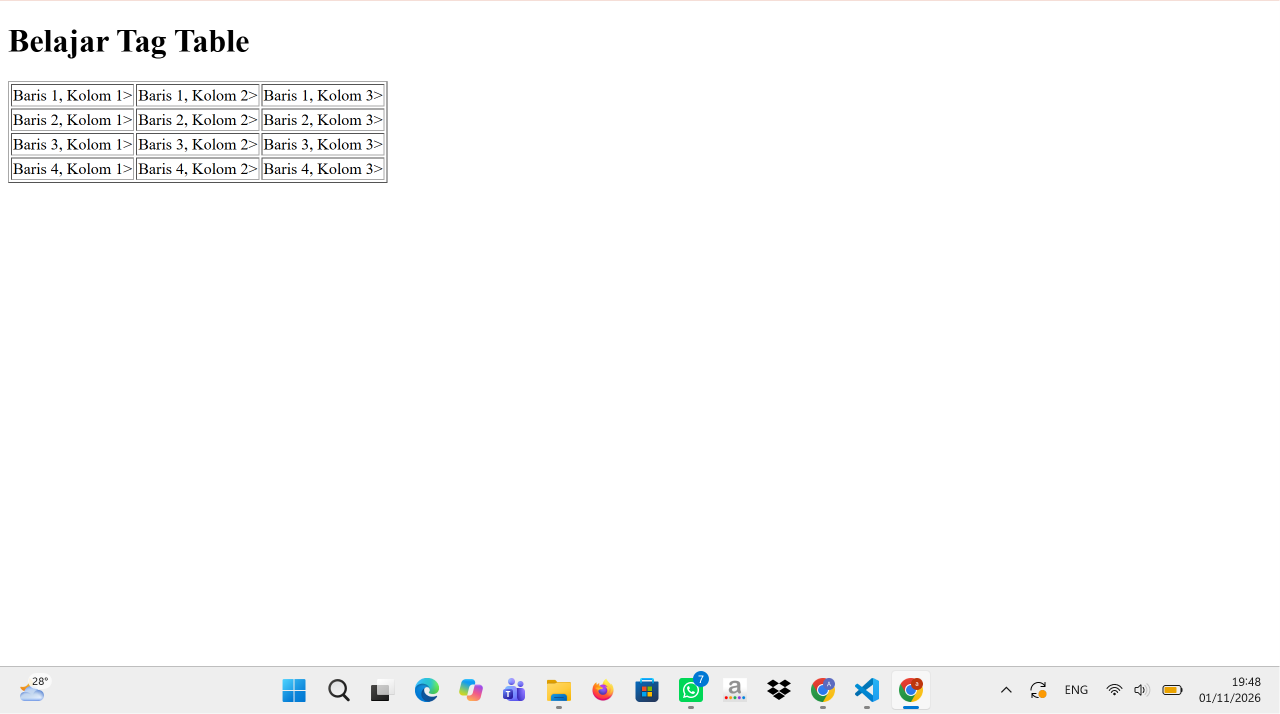 Belajar Tag Table
Baris 1, Kolom 1> Baris 1, Kolom 2> Baris 1, Kolom 3>
Baris 2, Kolom 1> Baris 2, Kolom 2> Baris 2, Kolom 3>
Baris 3, Kolom 1> Baris 3, Kolom 2> Baris 3, Kolom 3>
Baris 4, Kolom 1> Baris 4, Kolom 2> Baris 4, Kolom 3>
28°
7
a
A
8
ENG
19:48
01/11/2026